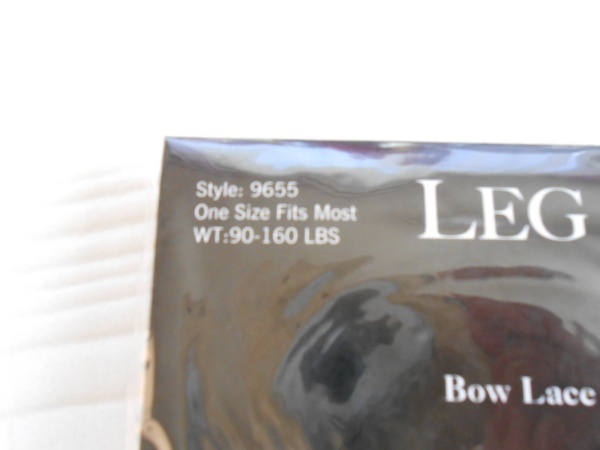 Style: 9655
One Size Fits Most
WT:90-160 LBS
LEG
Bow Lace